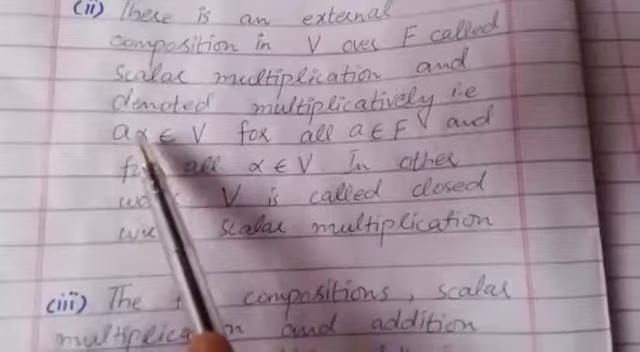 (ii) There is an external
composition in V over F called
scalar multiplication and
denoted multiplicatively i.e
aα ∈ V for all a ∈ F and
all α ∈ V In other
V is called closed
scalar multiplication
(iii) The compositions, scalar
and addition